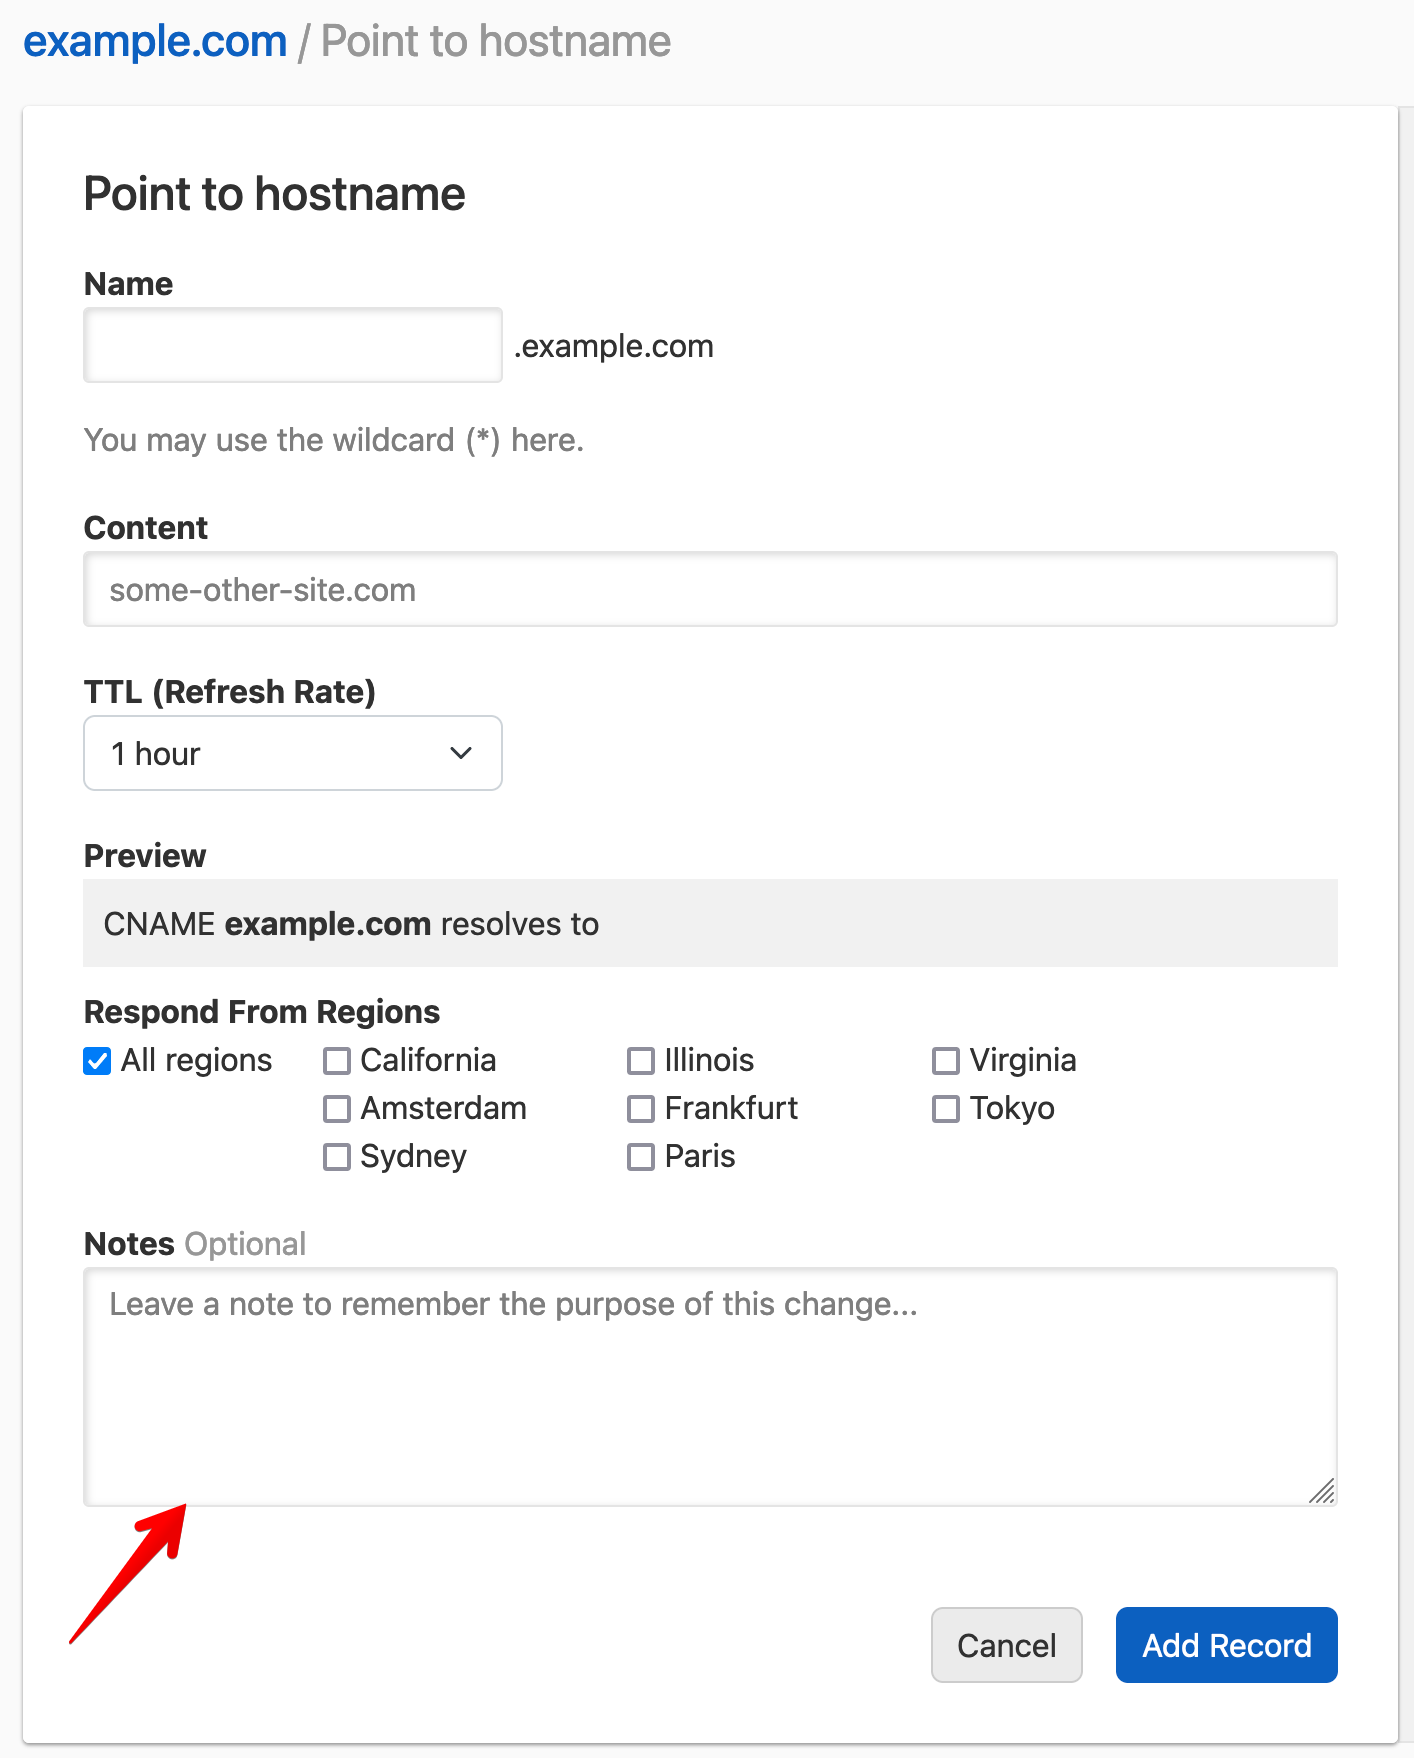 example.com / Point to hostname
Point to hostname
Name
.example.com
You may use the wildcard (*) here.
Content
some-other-site.com
TTL (Refresh Rate)
1 hour
Preview
CNAME example.com resolves to
Respond From Regions
All regions California Illinois Virginia
Amsterdam Frankfurt Tokyo
Sydney Paris
Notes Optional
Leave a note to remember the purpose of this change...
Cancel Add Record